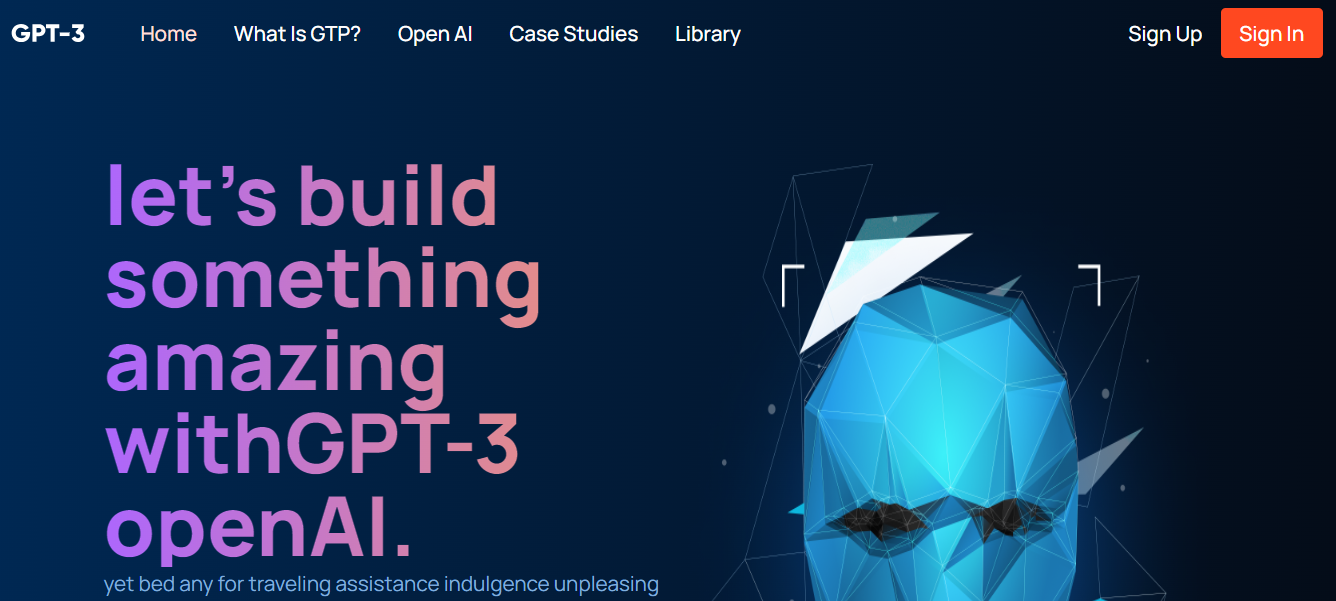 GPT-3 Home What Is GTP? Open AI Case Studies Library Sign Up Sign In
let's build
something
amazing
withGPT-3
openAI.
yet bed any for traveling assistance indulgence unpleasing